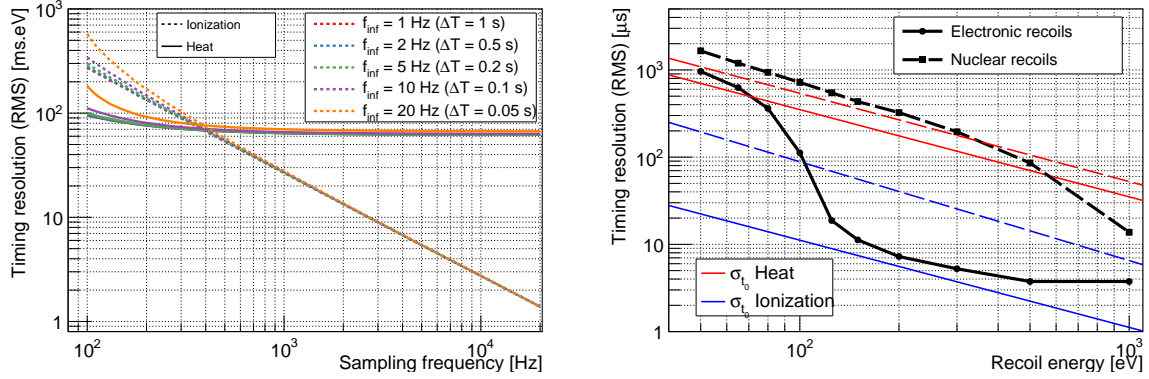 Timing resolution (RMS) [ms.eV]
10³
10²
10
1
Ionization
Heat
f_inf = 1 Hz (ΔT = 1 s)
f_inf = 2 Hz (ΔT = 0.5 s)
f_inf = 5 Hz (ΔT = 0.2 s)
f_inf = 10 Hz (ΔT = 0.1 s)
f_inf = 20 Hz (ΔT = 0.05 s)
10² 10³ 10⁴
Sampling frequency [Hz]
Timing resolution (RMS) [µs]
10⁴
10³
10²
10
1
Electronic recoils
Nuclear recoils
σ_t₀ Heat
σ_t₀ Ionization
10² 10³
Recoil energy [eV]